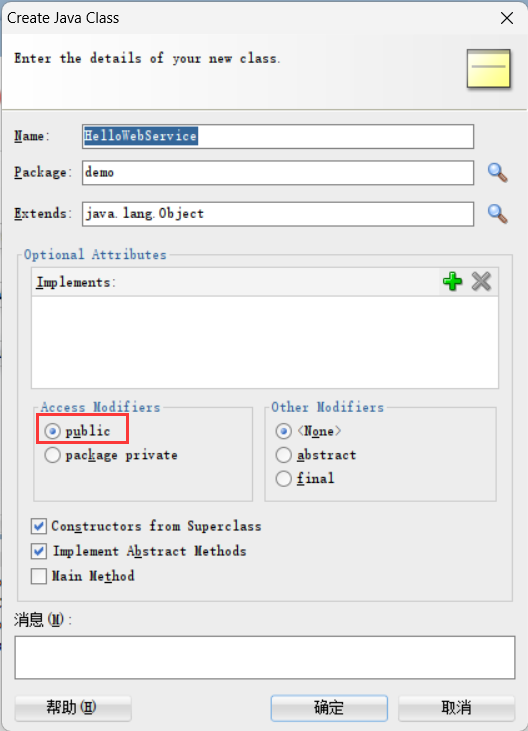 Create Java Class
Enter the details of your new class.
Name: HelloWebService
Package: demo
Extends: java.lang.Object
Optional Attributes
Implements:
Access Modifiers
public
package private
Other Modifiers
<None>
abstract
final
Constructors from Superclass
Implement Abstract Methods
Main Method
消息(M):
帮助(H)
确定
取消